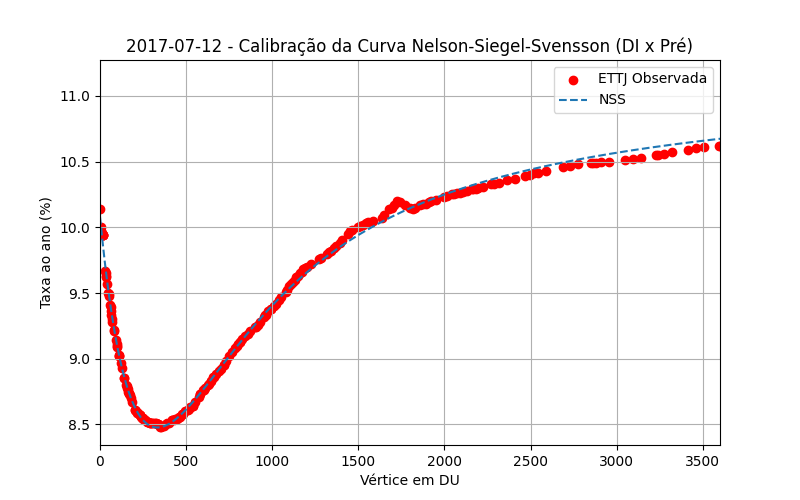 2017-07-12 - Calibração da Curva Nelson-Siegel-Svensson (DI x Pré)
ETTJ Observada
NSS
Taxa ao ano (%)
11.0
10.5
10.0
9.5
9.0
8.5
0 500 1000 1500 2000 2500 3000 3500
Vértice em DU